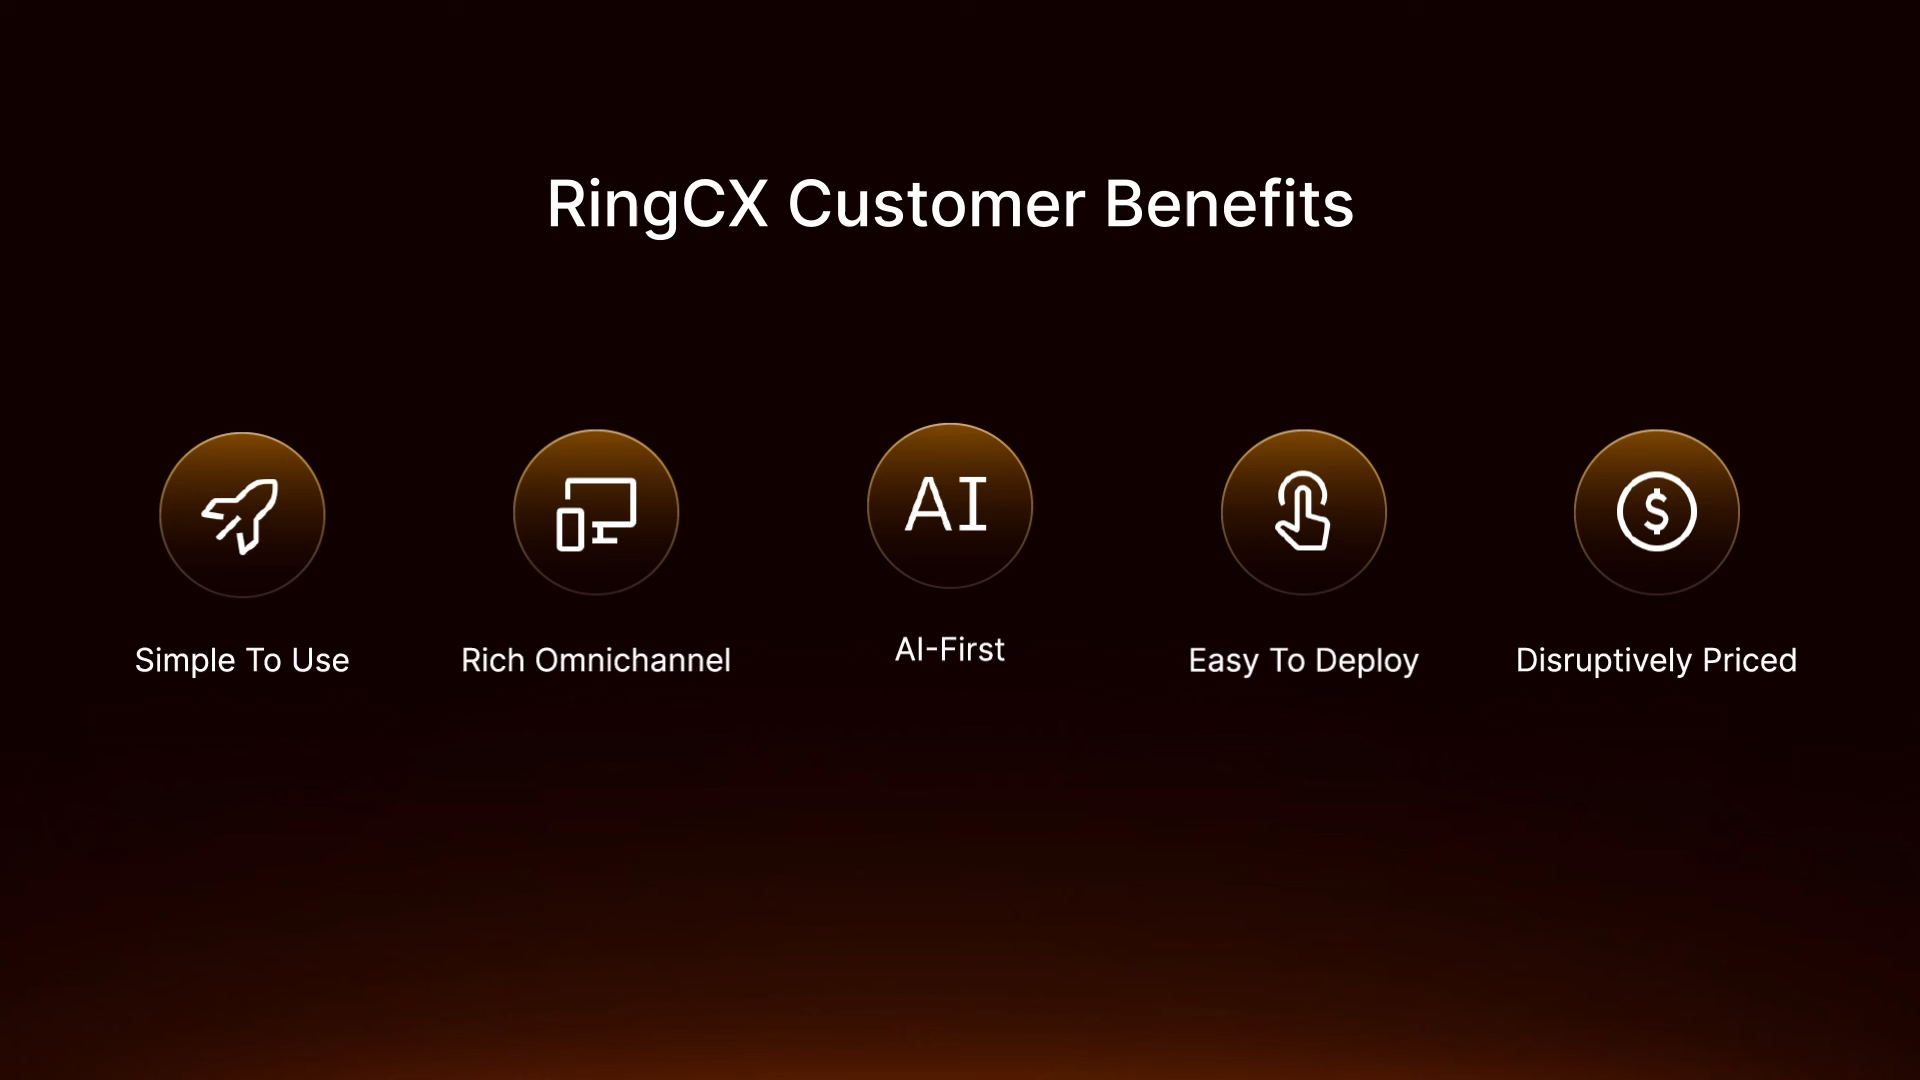 RingCX Customer Benefits
AI
$
Simple To Use
Rich Omnichannel
AI-First
Easy To Deploy
Disruptively Priced